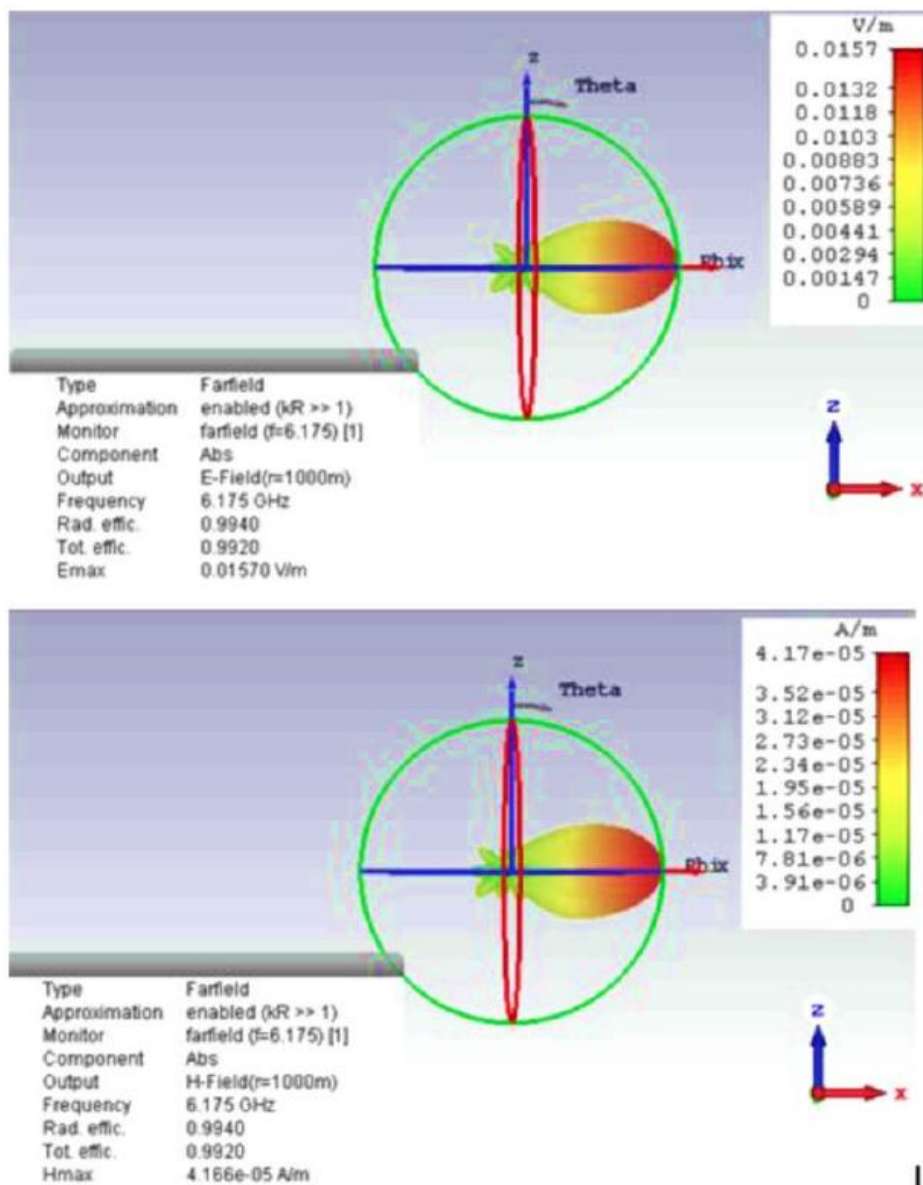 V/m
0.0157
0.0132
0.0118
0.0103
0.00883
0.00736
0.00589
0.00441
0.00294
0.00147
0
z
Theta
Phix
Type Farfield
Approximation enabled (kR >> 1)
Monitor farfield (f=6.175) [1]
Component Abs
Output E-Field(r=1000m)
Frequency 6.175 GHz
Rad. effic. 0.9940
Tot. effic. 0.9920
Emax 0.01570 V/m
z
x
A/m
4.17e-05
3.52e-05
3.12e-05
2.73e-05
2.34e-05
1.95e-05
1.56e-05
1.17e-05
7.81e-06
3.91e-06
0
z
Theta
Phix
Type Farfield
Approximation enabled (kR >> 1)
Monitor farfield (f=6.175) [1]
Component Abs
Output H-Field(r=1000m)
Frequency 6.175 GHz
Rad. effic. 0.9940
Tot. effic. 0.9920
Hmax 4.166e-05 A/m
z
x